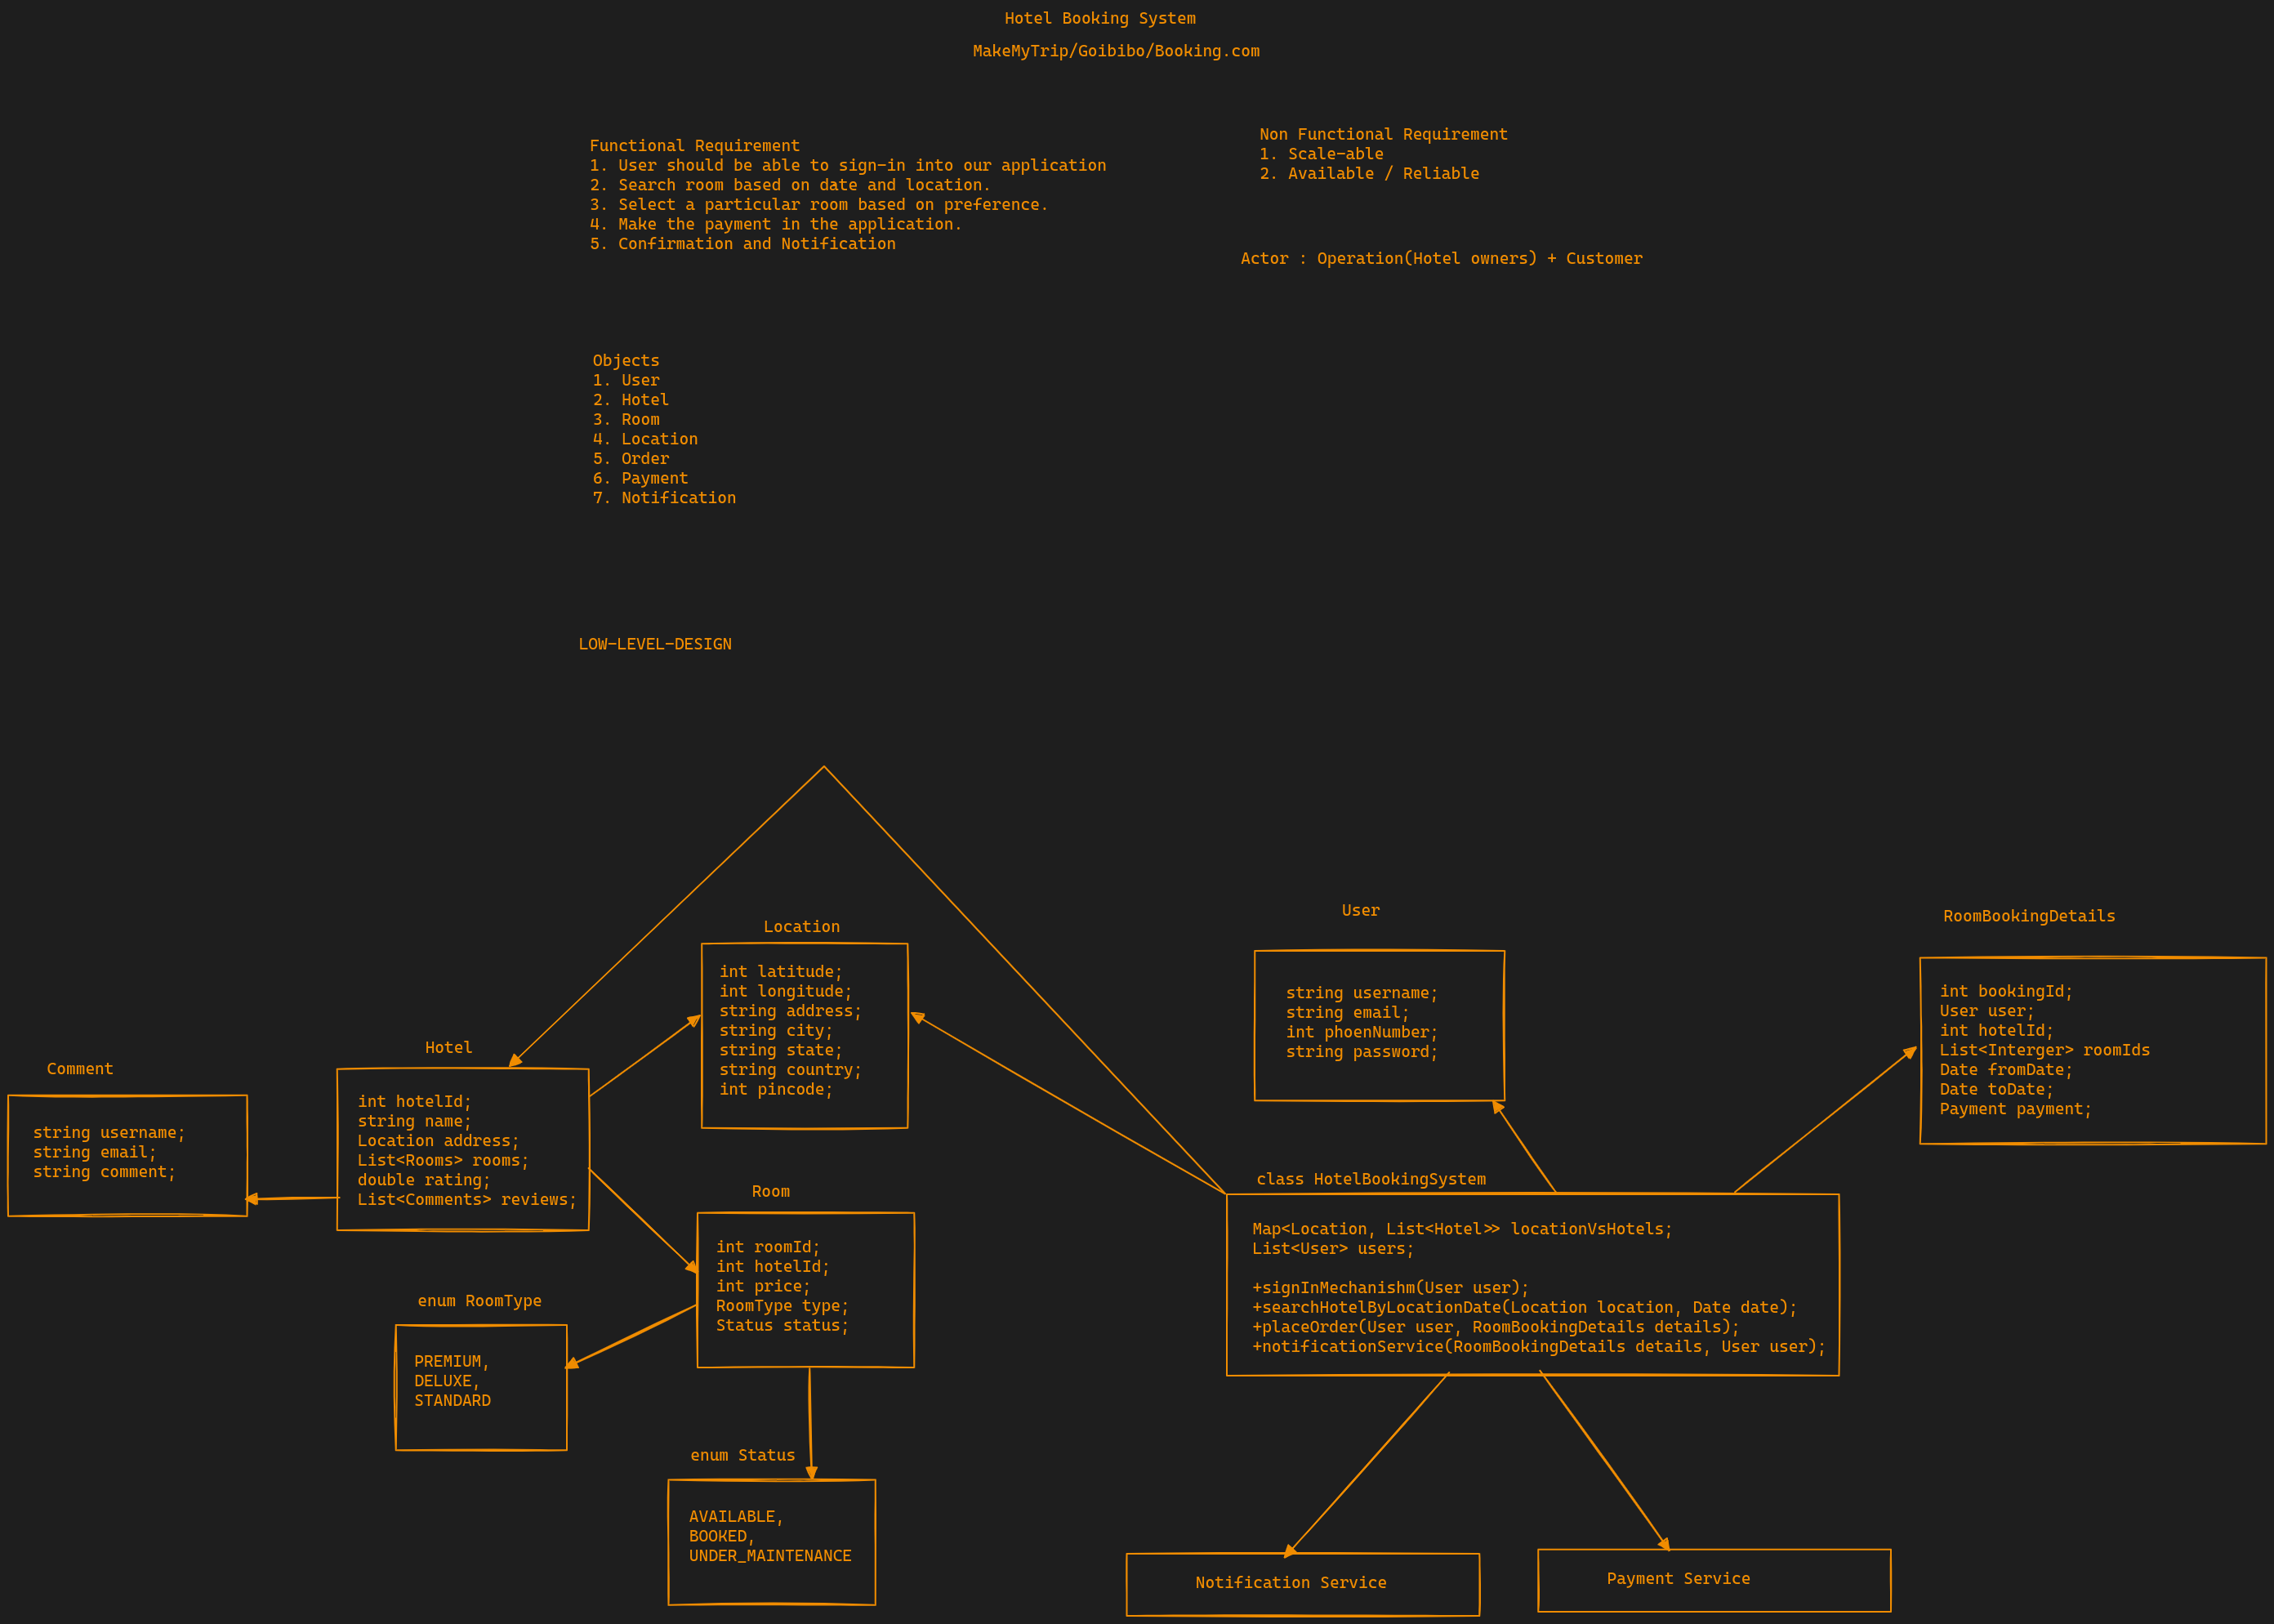 Hotel Booking System
MakeMyTrip/Goibibo/Booking.com
Functional Requirement
1. User should be able to sign-in into our application
2. Search room based on date and location.
3. Select a particular room based on preference.
4. Make the payment in the application.
5. Confirmation and Notification
Non Functional Requirement
1. Scale-able
2. Available / Reliable
Actor : Operation(Hotel owners) + Customer
Objects
1. User
2. Hotel
3. Room
4. Location
5. Order
6. Payment
7. Notification
LOW-LEVEL-DESIGN
Comment
string username;
string email;
string comment;
Hotel
int hotelId;
string name;
Location address;
List<Rooms> rooms;
double rating;
List<Comments> reviews;
Location
int latitude;
int longitude;
string address;
string city;
string state;
string country;
int pincode;
Room
int roomId;
int hotelId;
int price;
RoomType type;
Status status;
enum RoomType
PREMIUM,
DELUXE,
STANDARD
enum Status
AVAILABLE,
BOOKED,
UNDER_MAINTENANCE
User
string username;
string email;
int phoenNumber;
string password;
RoomBookingDetails
int bookingId;
User user;
int hotelId;
List<Interger> roomIds
Date fromDate;
Date toDate;
Payment payment;
class HotelBookingSystem
Map<Location, List<Hotel>> locationVsHotels;
List<User> users;
+signInMechanishm(User user);
+searchHotelByLocationDate(Location location, Date date);
+placeOrder(User user, RoomBookingDetails details);
+notificationService(RoomBookingDetails details, User user);
Notification Service
Payment Service